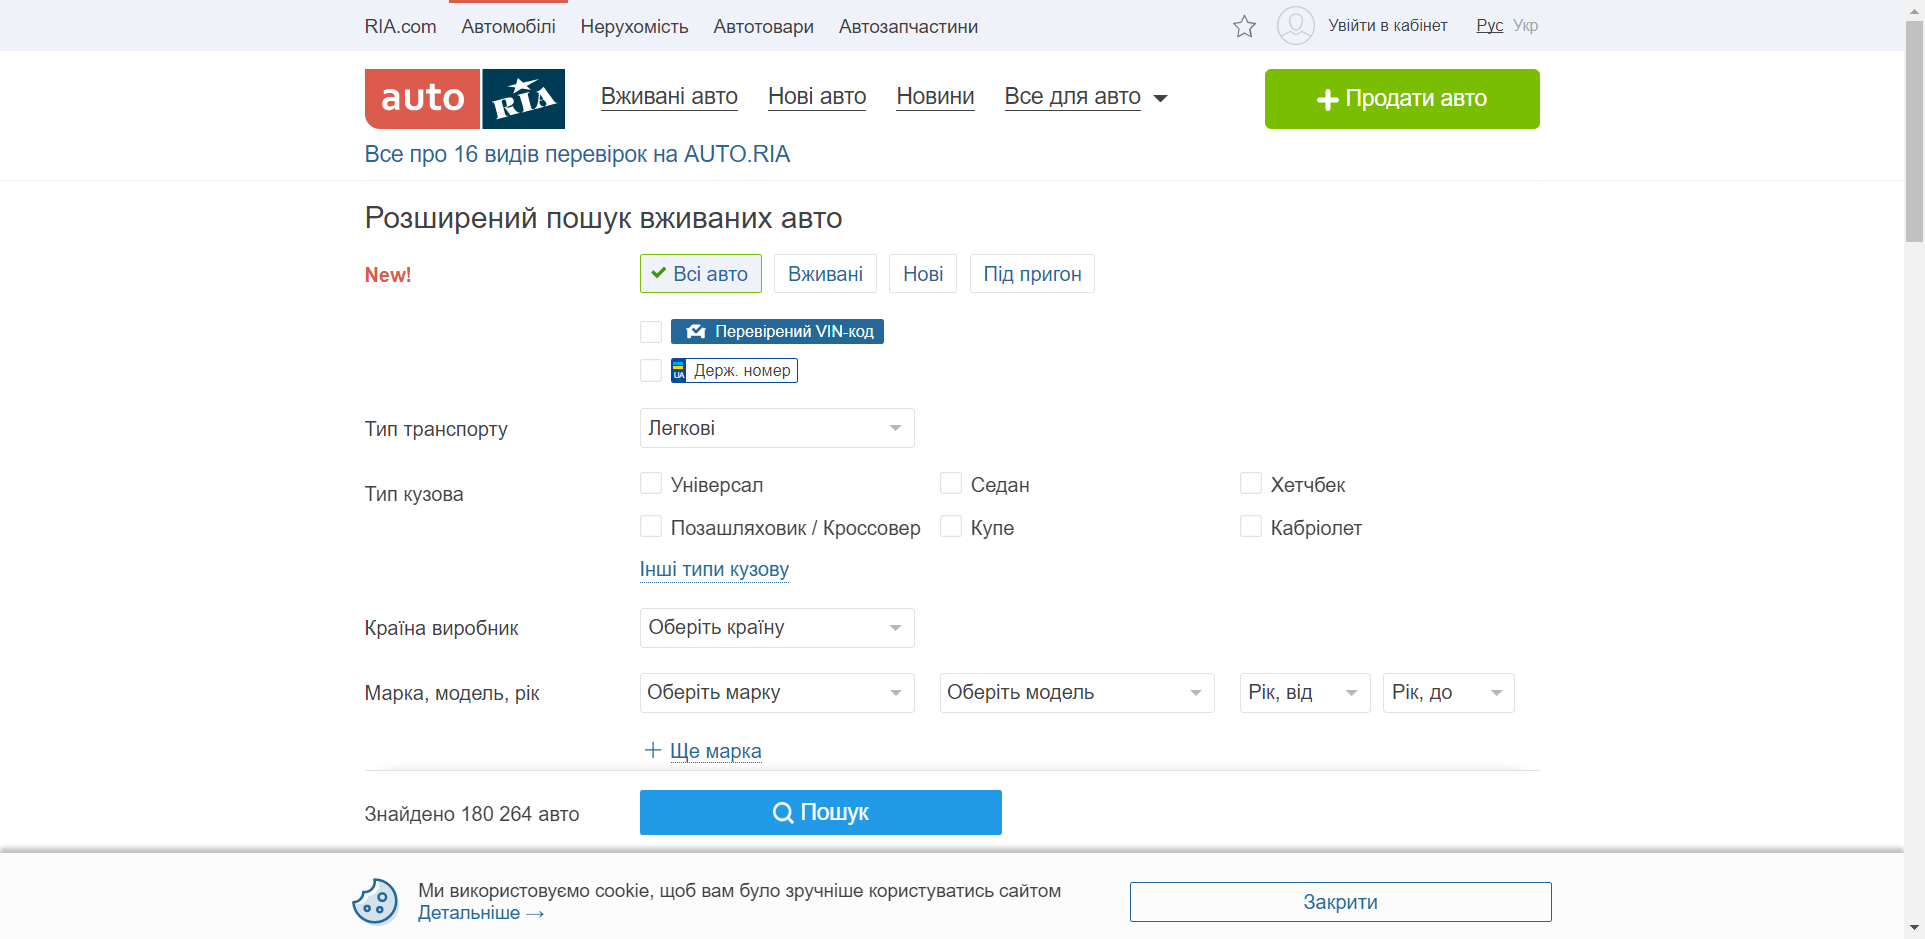 RIA.com Автомобілі Нерухомість Автотовари Автозапчастини Увійти в кабінет Рус Укр
auto RIA Вживані авто Нові авто Новини Все для авто Продати авто
Все про 16 видів перевірок на AUTO.RIA
Розширений пошук вживаних авто
New! Всі авто Вживані Нові Під пригон
Перевірений VIN-код
UA Держ. номер
Тип транспорту Легкові
Тип кузова Універсал Седан Хетчбек
Позашляховик / Кроссовер Купе Кабріолет
Інші типи кузову
Країна виробник Оберіть країну
Марка, модель, рік Оберіть марку Оберіть модель Рік, від Рік, до
Ще марка
Знайдено 180 264 авто Пошук
Ми використовуємо cookie, щоб вам було зручніше користуватись сайтом
Детальніше → Закрити